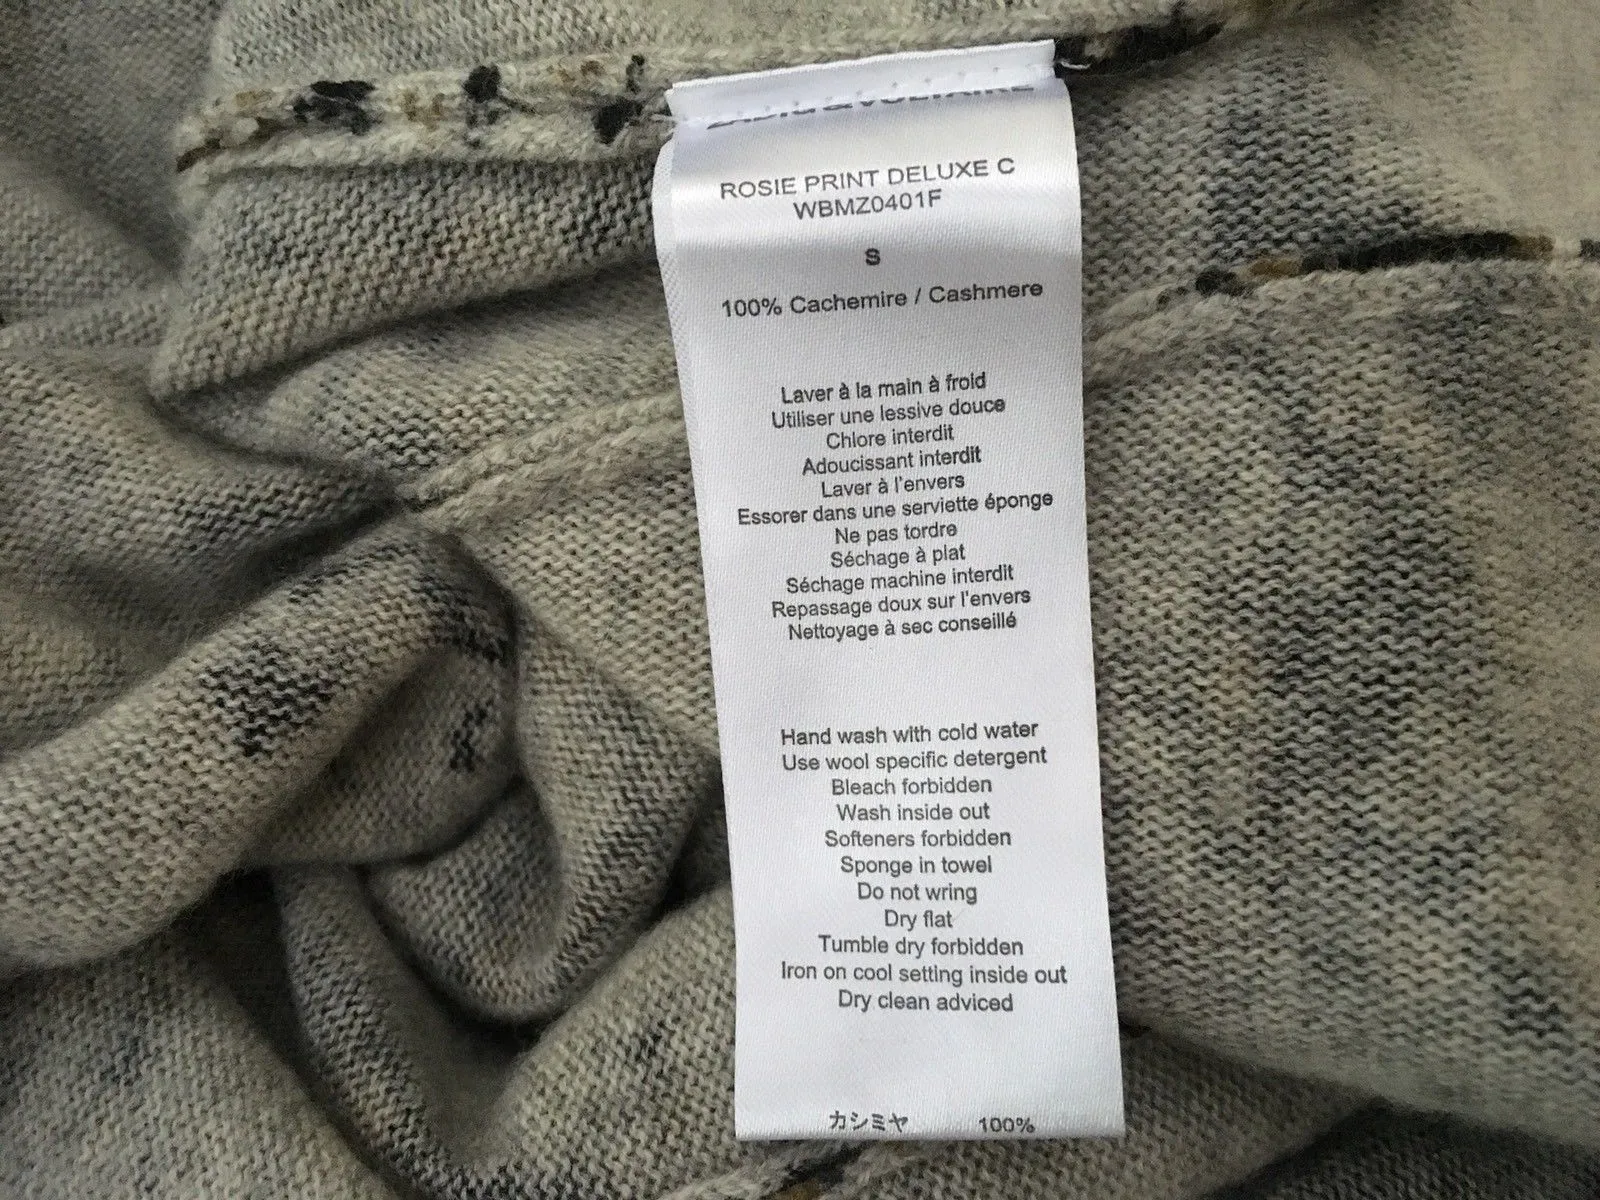 ZADIG & VOLTAIRE
ROSIE PRINT DELUXE C
WBMZ0401F
S
100% Cachemire / Cashmere
Laver à la main à froid
Utiliser une lessive douce
Chlore interdit
Adoucissant interdit
Laver à l'envers
Essorer dans une serviette éponge
Ne pas tordre
Séchage à plat
Séchage machine interdit
Repassage doux sur l'envers
Nettoyage à sec conseillé
Hand wash with cold water
Use wool specific detergent
Bleach forbidden
Wash inside out
Softeners forbidden
Sponge in towel
Do not wring
Dry flat
Tumble dry forbidden
Iron on cool setting inside out
Dry clean adviced
カシミヤ 100%